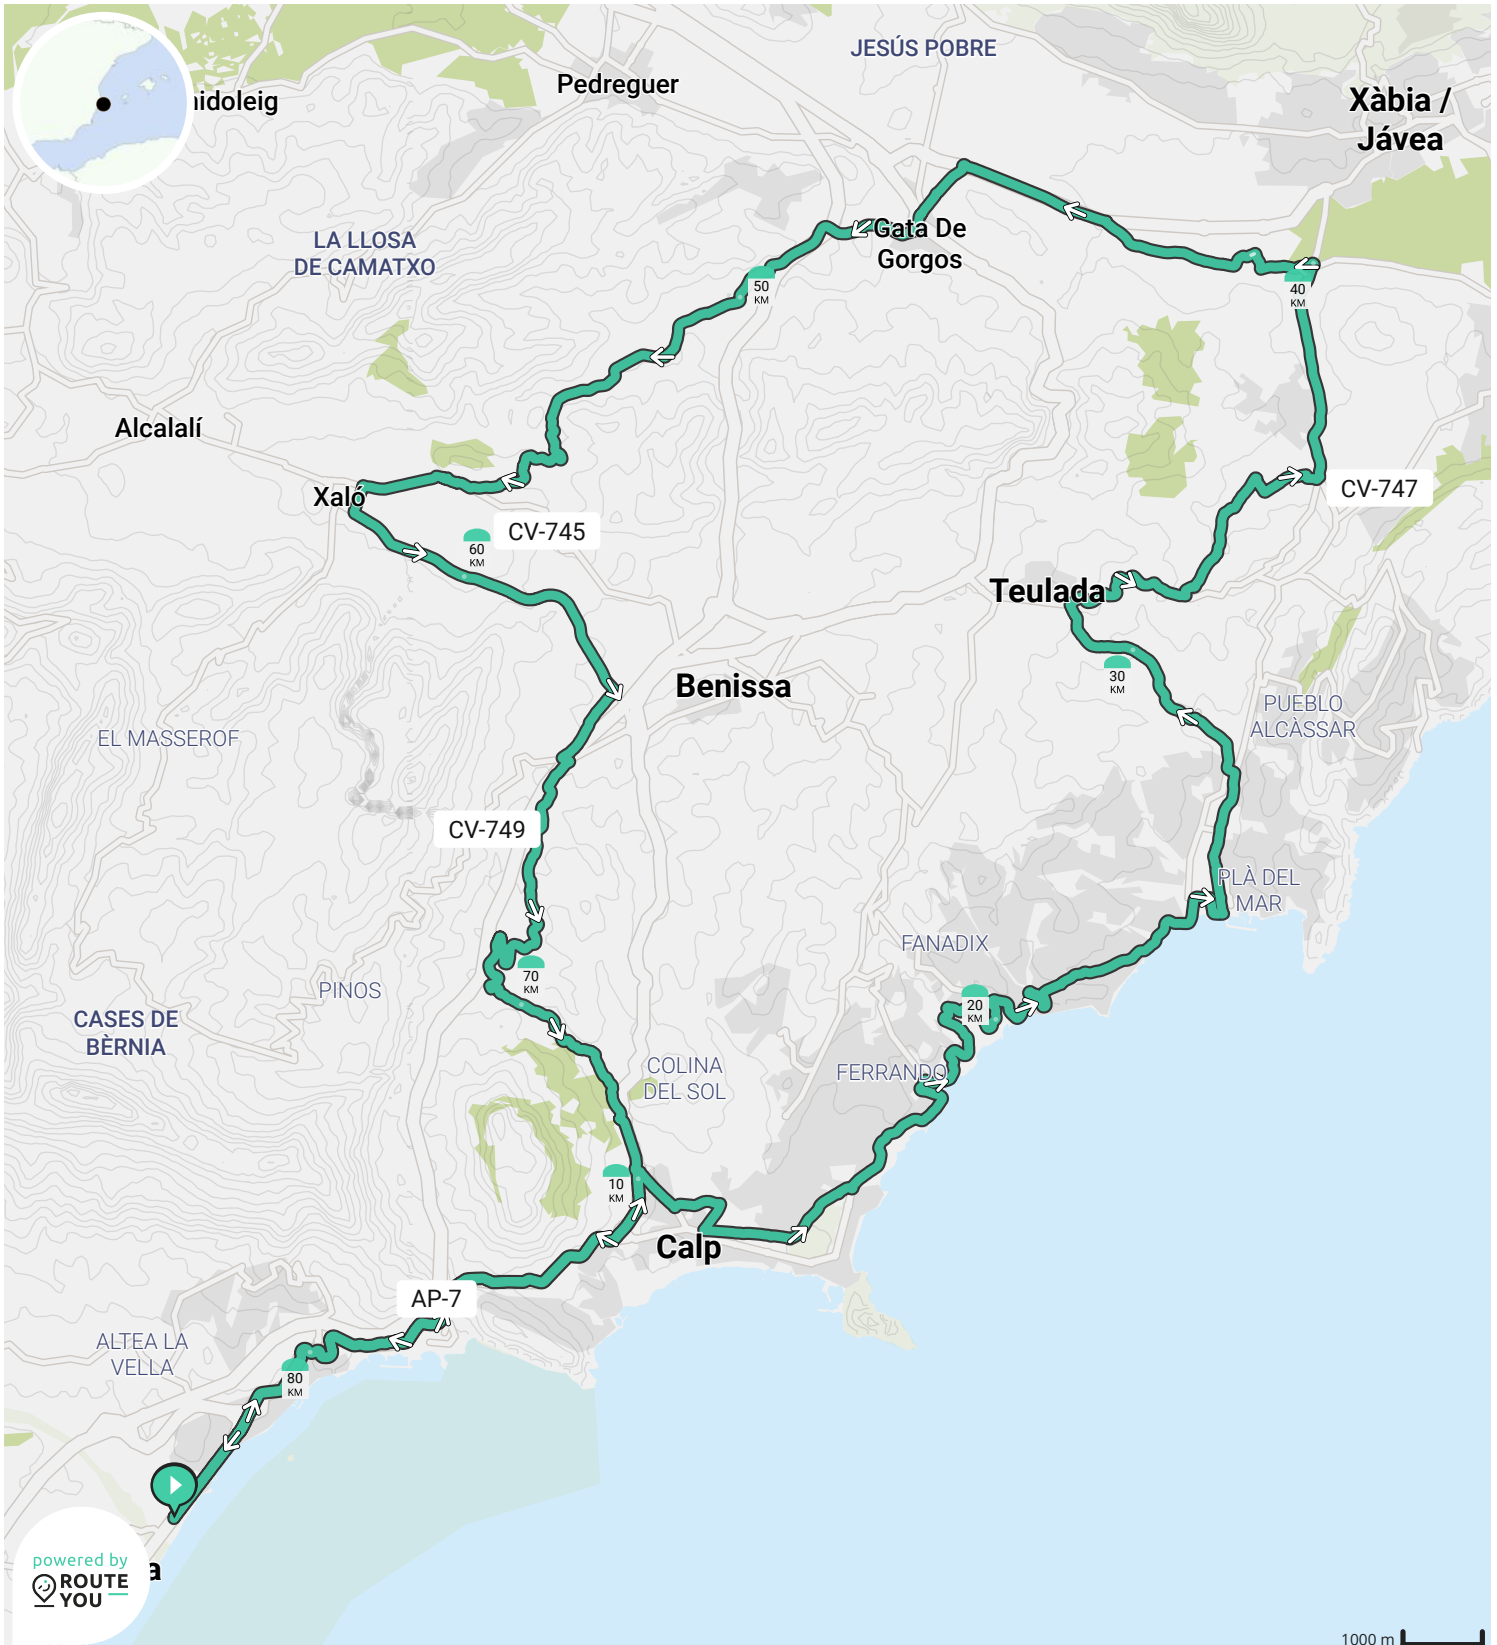 JESÚS POBRE
Pedreguer
Xàbia /
Jávea
idoleig
LA LLOSA
DE CAMATXO
Gata De
Gorgos
50
KM
40
KM
Alcalalí
Xaló
CV-747
CV-745
60
KM
Teulada
30
KM
Benissa
PUEBLO
ALCÀSSAR
EL MASSEROF
CV-749
PLÀ DEL
MAR
FANADIX
70
KM
PINOS
20
KM
CASES DE
BÈRNIA
COLINA
DEL SOL
FERRANDO
10
KM
Calp
AP-7
ALTEA LA
VELLA
80
KM
powered by
ROUTE
YOU
a
1000 m